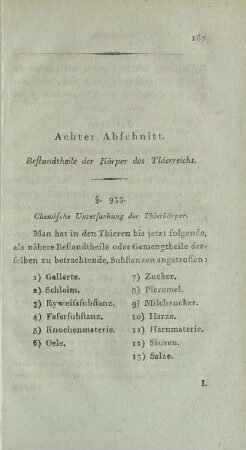 167
Achter Abſchnitt.
Beſtandtheile der Körper des Thierreichs.
§. 933.
Chemiſche Unterſuchung der Thierkörper.
Man hat in den Thieren bis jetzt folgende,
als nähere Beſtandtheile oder Gemengtheile der-
ſelben zu betrachtende, Subſtanzen angetroffen:
1) Gallerte.
2) Schleim.
3) Eyweiſsſubſtanz.
4) Faſerſubſtanz.
5) Knochenmaterie.
6) Oele.
7) Zucker.
8) Picromel.
9) Milchzucker.
10) Harze.
11) Harnmaterie.
12) Säuren.
13) Salze.
I.